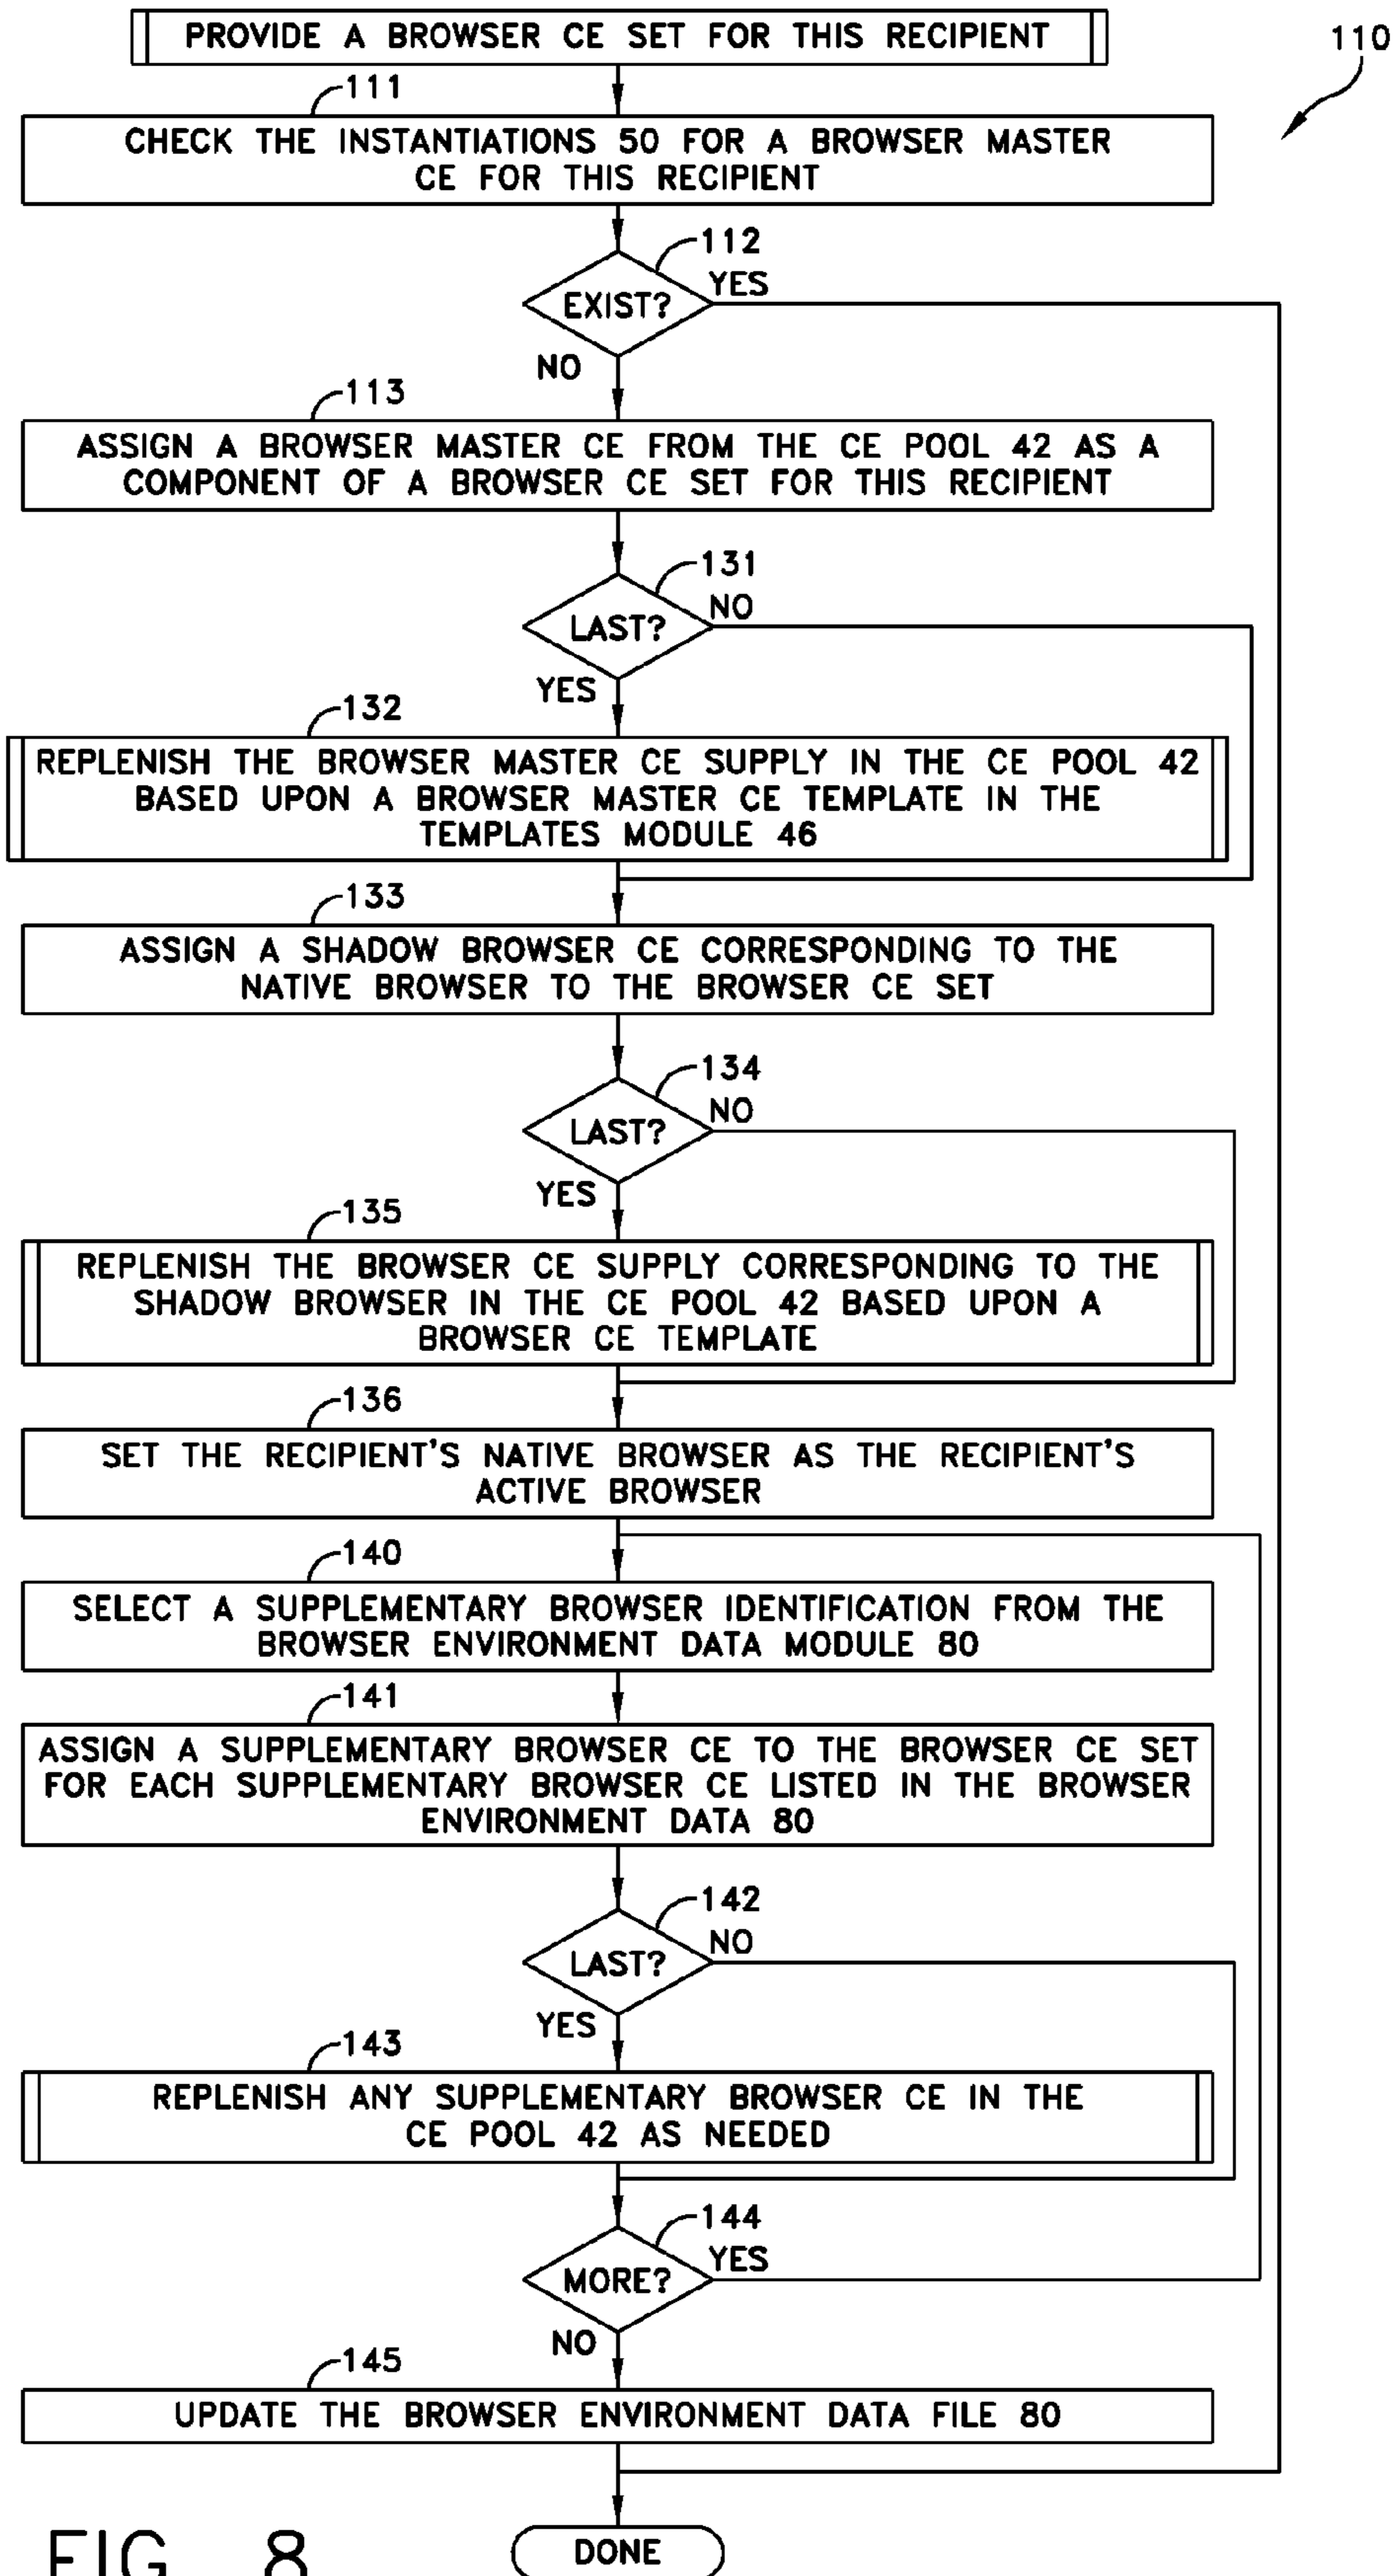 PROVIDE A BROWSER CE SET FOR THIS RECIPIENT
110
111
CHECK THE INSTANTIATIONS 50 FOR A BROWSER MASTER
CE FOR THIS RECIPIENT
112
YES
EXIST?
NO
113
ASSIGN A BROWSER MASTER CE FROM THE CE POOL 42 AS A
COMPONENT OF A BROWSER CE SET FOR THIS RECIPIENT
131
NO
LAST?
YES
132
REPLENISH THE BROWSER MASTER CE SUPPLY IN THE CE POOL 42
BASED UPON A BROWSER MASTER CE TEMPLATE IN THE
TEMPLATES MODULE 46
133
ASSIGN A SHADOW BROWSER CE CORRESPONDING TO THE
NATIVE BROWSER TO THE BROWSER CE SET
134
NO
LAST?
YES
135
REPLENISH THE BROWSER CE SUPPLY CORRESPONDING TO THE
SHADOW BROWSER IN THE CE POOL 42 BASED UPON A
BROWSER CE TEMPLATE
136
SET THE RECIPIENT'S NATIVE BROWSER AS THE RECIPIENT'S
ACTIVE BROWSER
140
SELECT A SUPPLEMENTARY BROWSER IDENTIFICATION FROM THE
BROWSER ENVIRONMENT DATA MODULE 80
141
ASSIGN A SUPPLEMENTARY BROWSER CE TO THE BROWSER CE SET
FOR EACH SUPPLEMENTARY BROWSER CE LISTED IN THE BROWSER
ENVIRONMENT DATA 80
142
NO
LAST?
YES
143
REPLENISH ANY SUPPLEMENTARY BROWSER CE IN THE
CE POOL 42 AS NEEDED
144
YES
MORE?
NO
145
UPDATE THE BROWSER ENVIRONMENT DATA FILE 80
DONE
FIG. 8